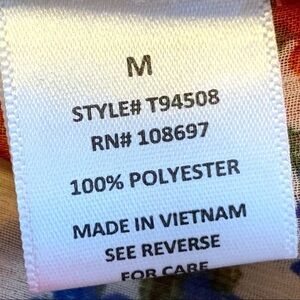 M
STYLE# T94508
RN# 108697
100% POLYESTER
MADE IN VIETNAM
SEE REVERSE
FOR CARE